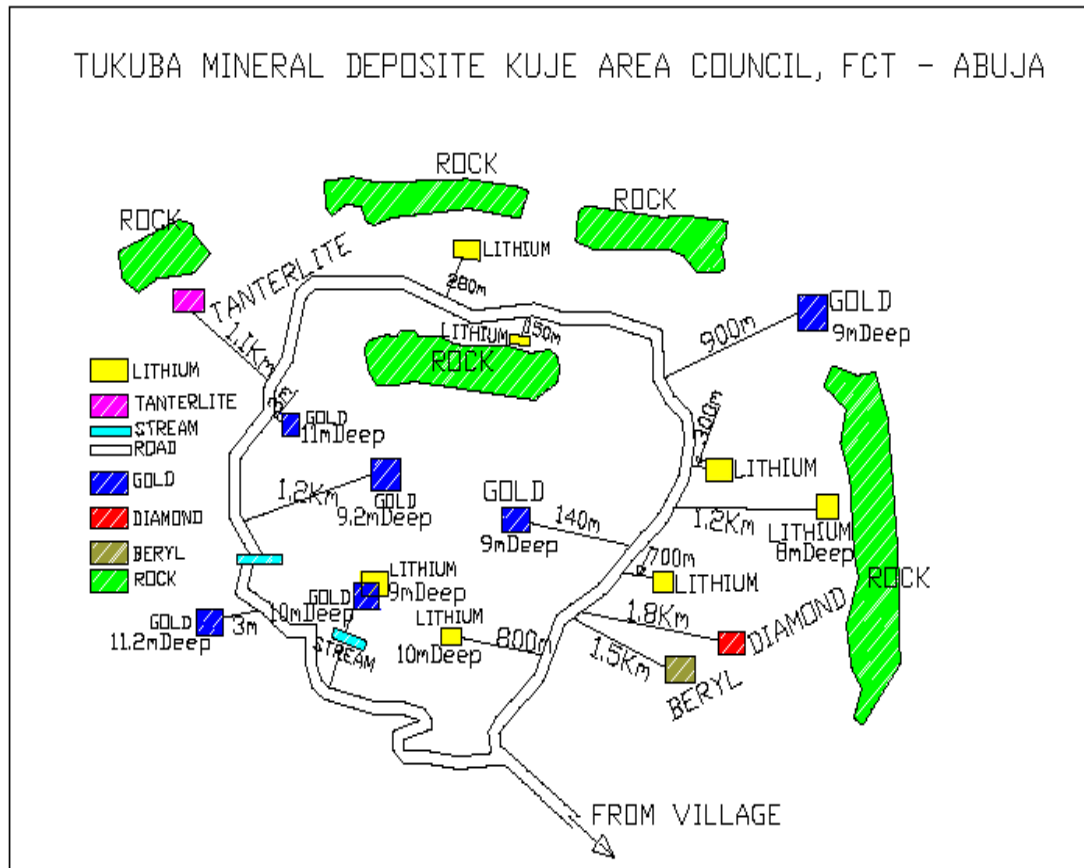 TUKUBA MINERAL DEPOSITE KUJE AREA COUNCIL, FCT - ABUJA
ROCK
ROCK
ROCK
LITHIUM
TANTERLITE
280m
GOLD
9mDeep
900m
1.1Km
LITHIUM
150m
ROCK
3m
GOLD
11mDeep
300m
LITHIUM
1.2Km
GOLD
9.2mDeep
GOLD
9mDeep
140m
1.2Km
LITHIUM
8mDeep
ROCK
700m
LITHIUM
LITHIUM
9mDeep
GOLD
10mDeep
GOLD
11.2mDeep
3m
STREAM
LITHIUM
10mDeep
800m
1.8Km
DIAMOND
1.5Km
BERYL
FROM VILLAGE
LITHIUM
TANTERLITE
STREAM
ROAD
GOLD
DIAMOND
BERYL
ROCK